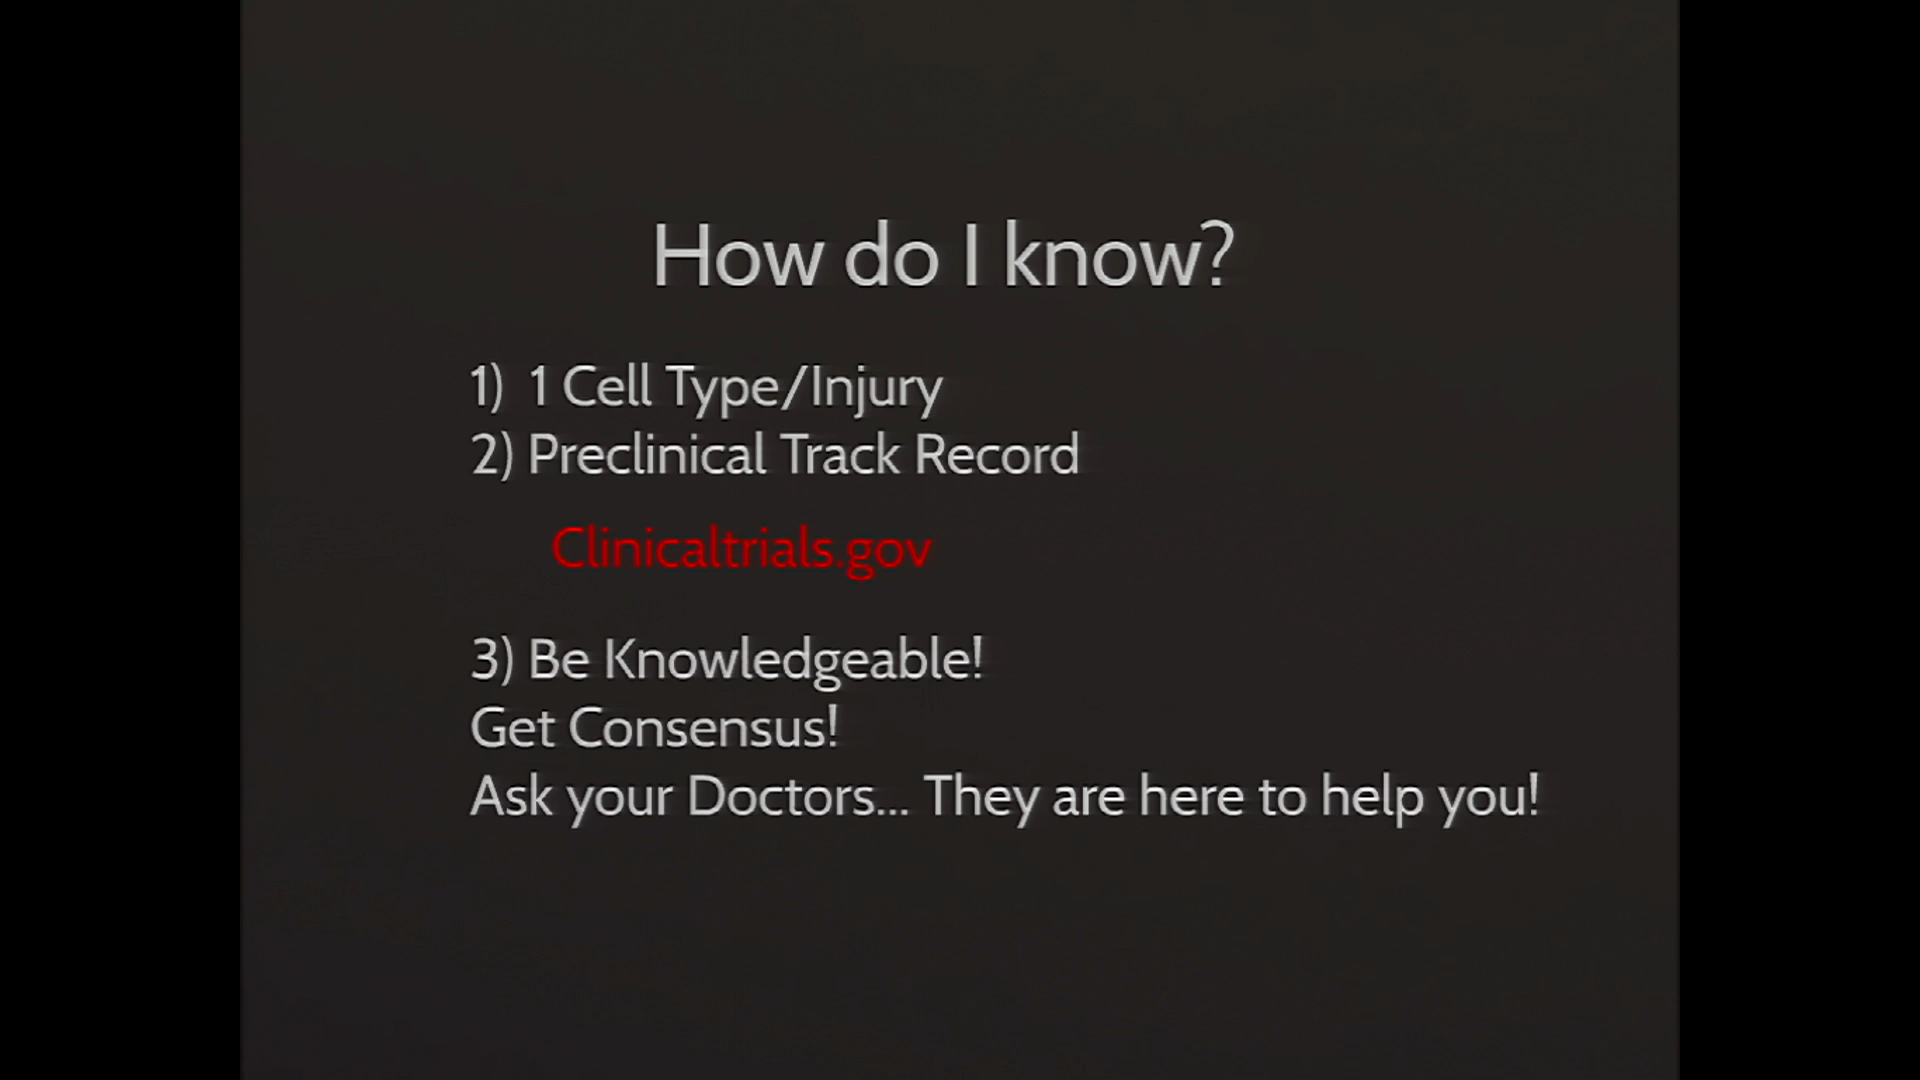 How do I know?
1) 1 Cell Type/Injury
2) Preclinical Track Record
Clinicaltrials.gov
3) Be Knowledgeable!
Get Consensus!
Ask your Doctors... They are here to help you!